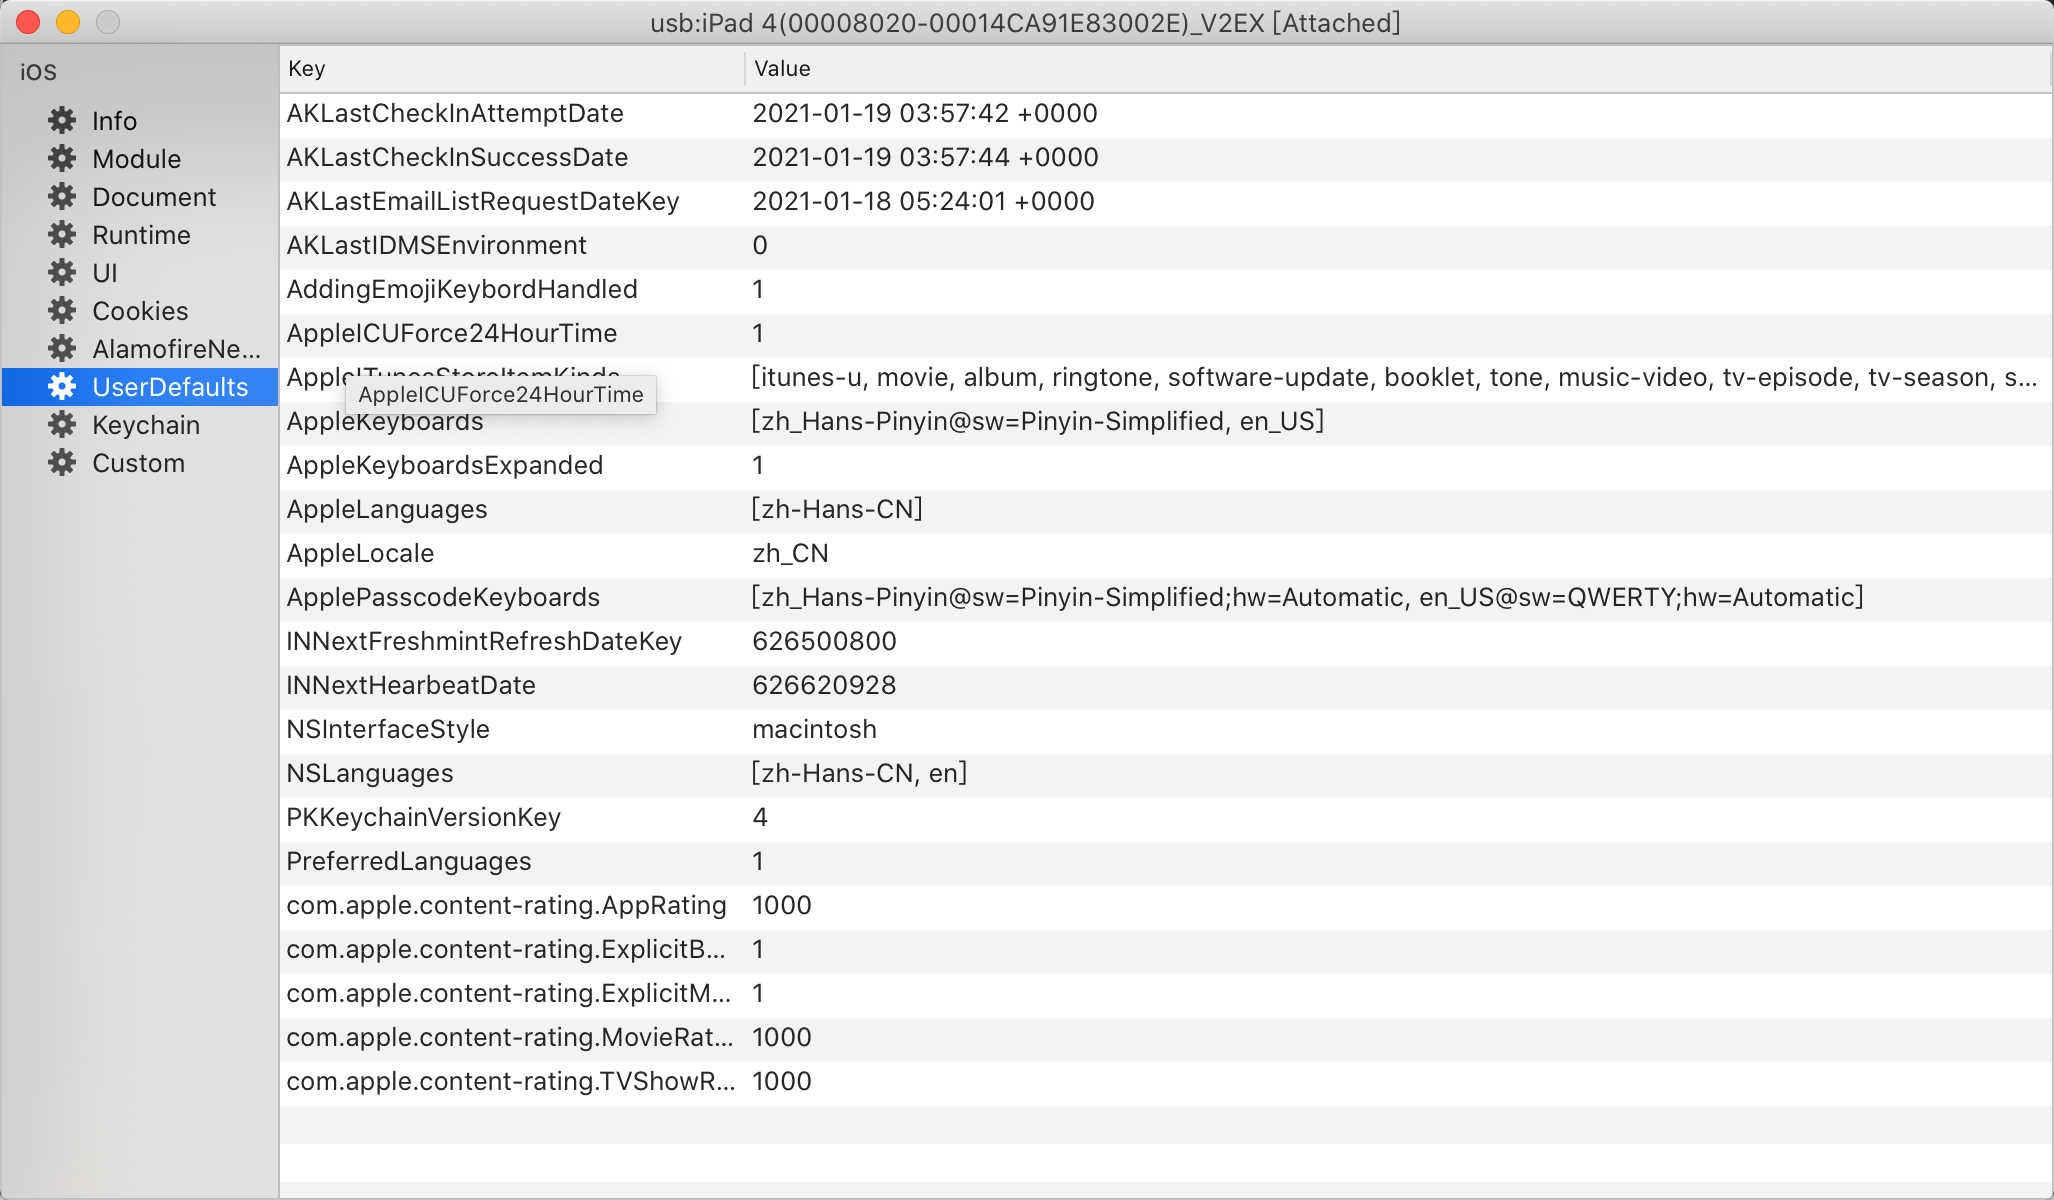 usb:iPad 4(00008020-00014CA91E83002E)_V2EX [Attached]
iOS
Info
Module
Document
Runtime
UI
Cookies
AlamofireNe...
UserDefaults
Keychain
Custom
Key Value
AKLastCheckInAttemptDate 2021-01-19 03:57:42 +0000
AKLastCheckInSuccessDate 2021-01-19 03:57:44 +0000
AKLastEmailListRequestDateKey 2021-01-18 05:24:01 +0000
AKLastIDMSEnvironment 0
AddingEmojiKeybordHandled 1
AppleICUForce24HourTime 1
AppleITunesStoreItemKinds [itunes-u, movie, album, ringtone, software-update, booklet, tone, music-video, tv-episode, tv-season, s...
AppleICUForce24HourTime
AppleKeyboards [zh_Hans-Pinyin@sw=Pinyin-Simplified, en_US]
AppleKeyboardsExpanded 1
AppleLanguages [zh-Hans-CN]
AppleLocale zh_CN
ApplePasscodeKeyboards [zh_Hans-Pinyin@sw=Pinyin-Simplified;hw=Automatic, en_US@sw=QWERTY;hw=Automatic]
INNextFreshmintRefreshDateKey 626500800
INNextHearbeatDate 626620928
NSInterfaceStyle macintosh
NSLanguages [zh-Hans-CN, en]
PKKeychainVersionKey 4
PreferredLanguages 1
com.apple.content-rating.AppRating 1000
com.apple.content-rating.ExplicitB... 1
com.apple.content-rating.ExplicitM... 1
com.apple.content-rating.MovieRat... 1000
com.apple.content-rating.TVShowR... 1000